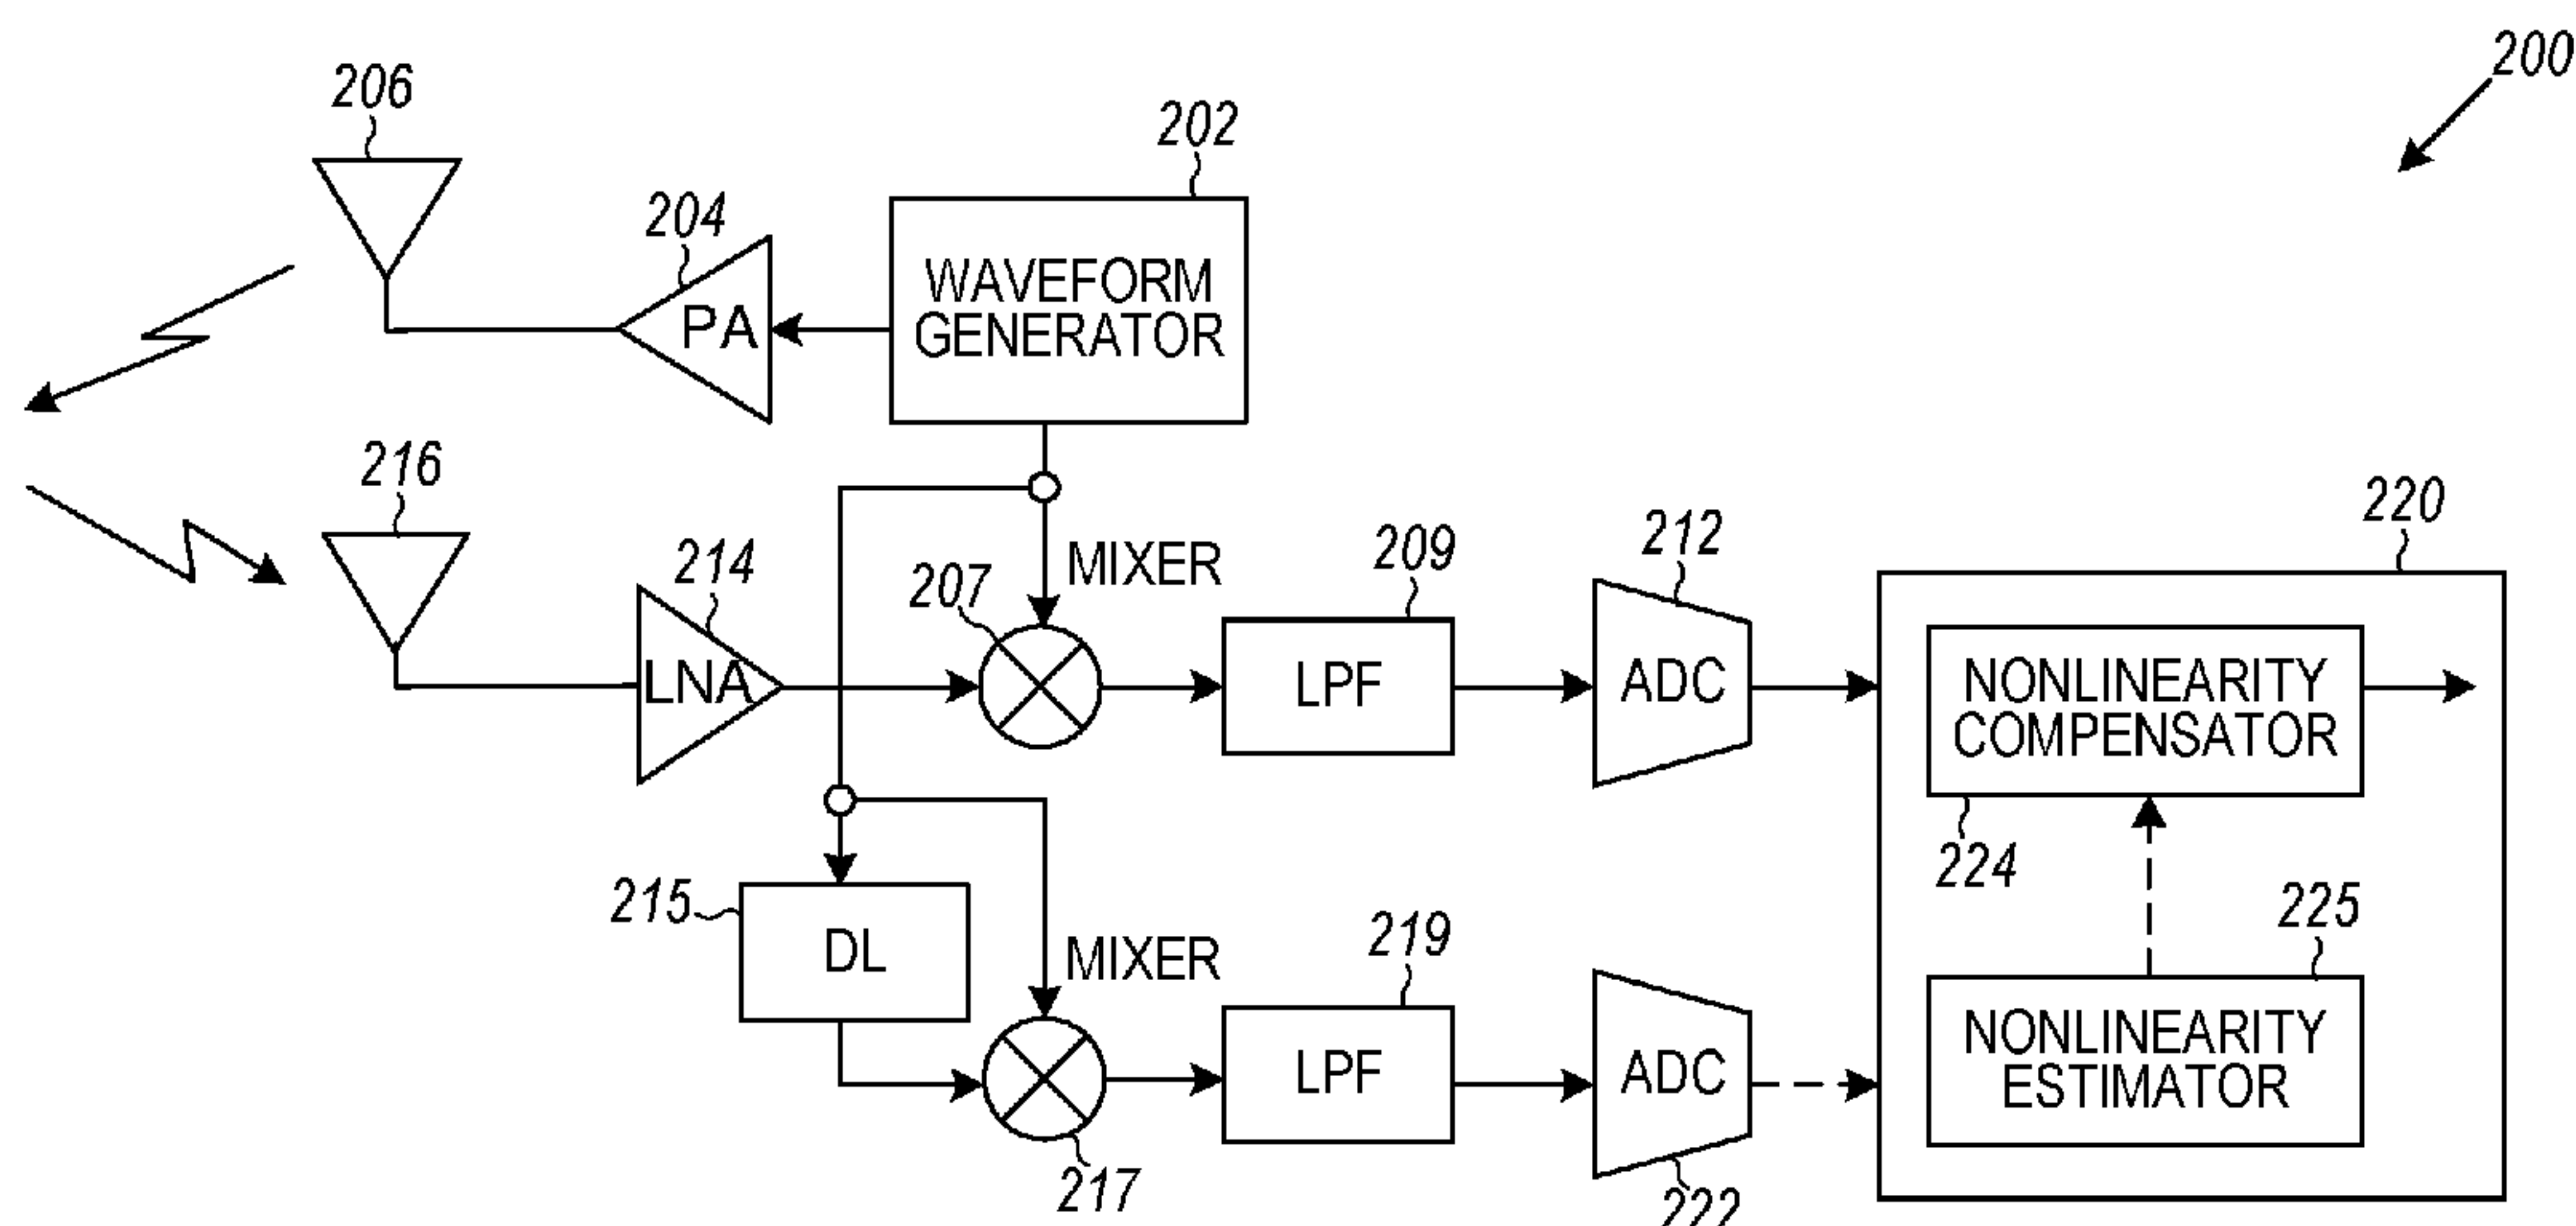 200
206
202
204
WAVEFORM
GENERATOR
PA
216
220
214
MIXER
209
212
207
LNA
LPF
ADC
NONLINEARITY
COMPENSATOR
224
215
DL
MIXER
219
225
LPF
ADC
NONLINEARITY
ESTIMATOR
217
222